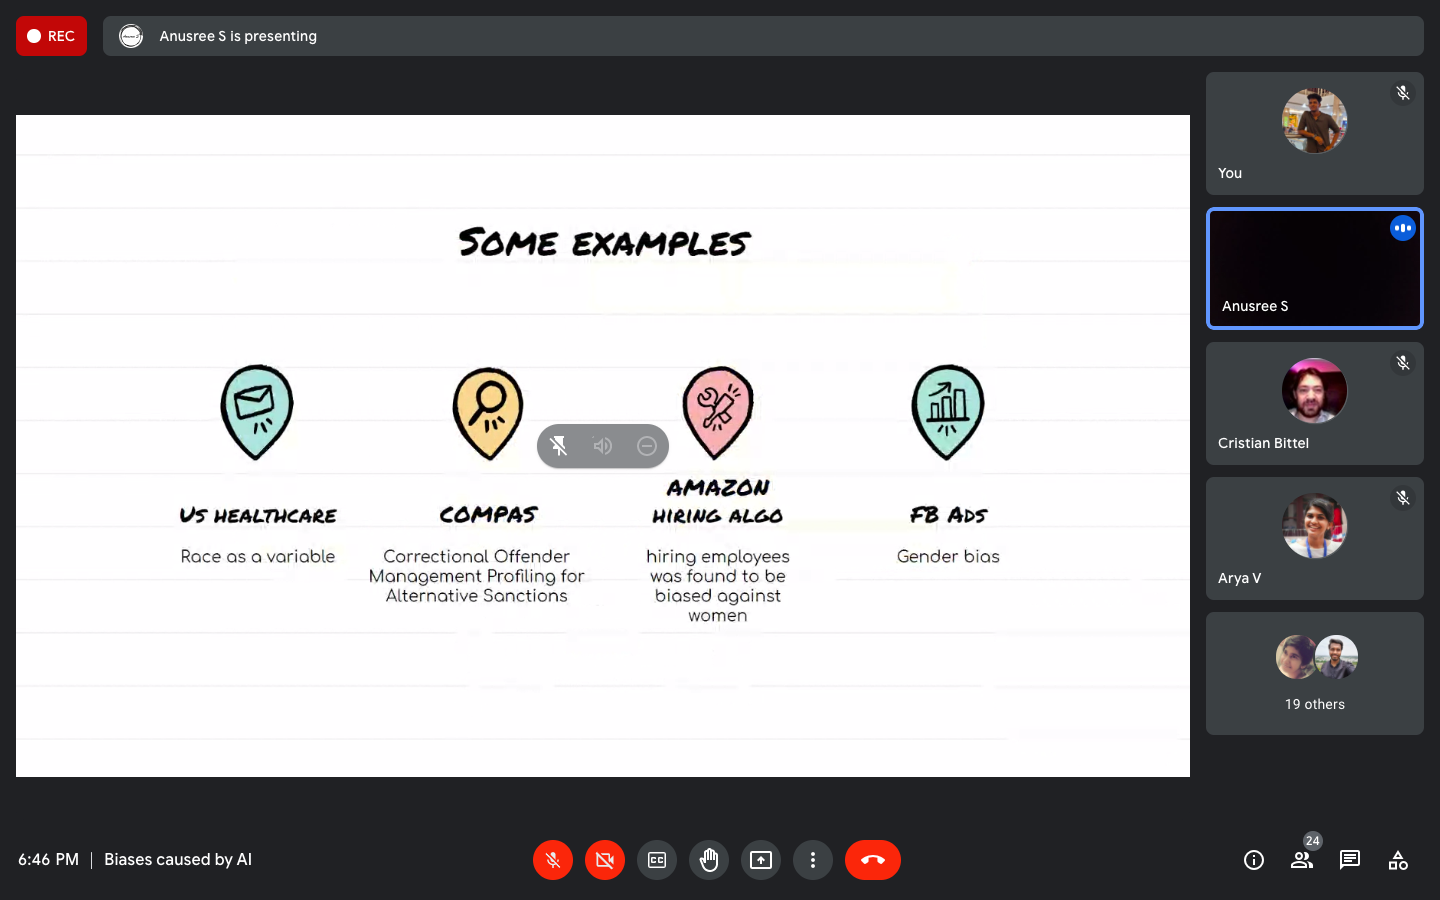 REC
Anusree S is presenting
SOME EXAMPLES
US HEALTHCARE
Race as a variable
COMPAS
Correctional Offender
Management Profiling for
Alternative Sanctions
AMAZON
HIRING ALGO
hiring employees
was found to be
biased against
women
FB ADS
Gender bias
You
Anusree S
Cristian Bittel
Arya V
19 others
6:46 PM | Biases caused by AI
CC
24